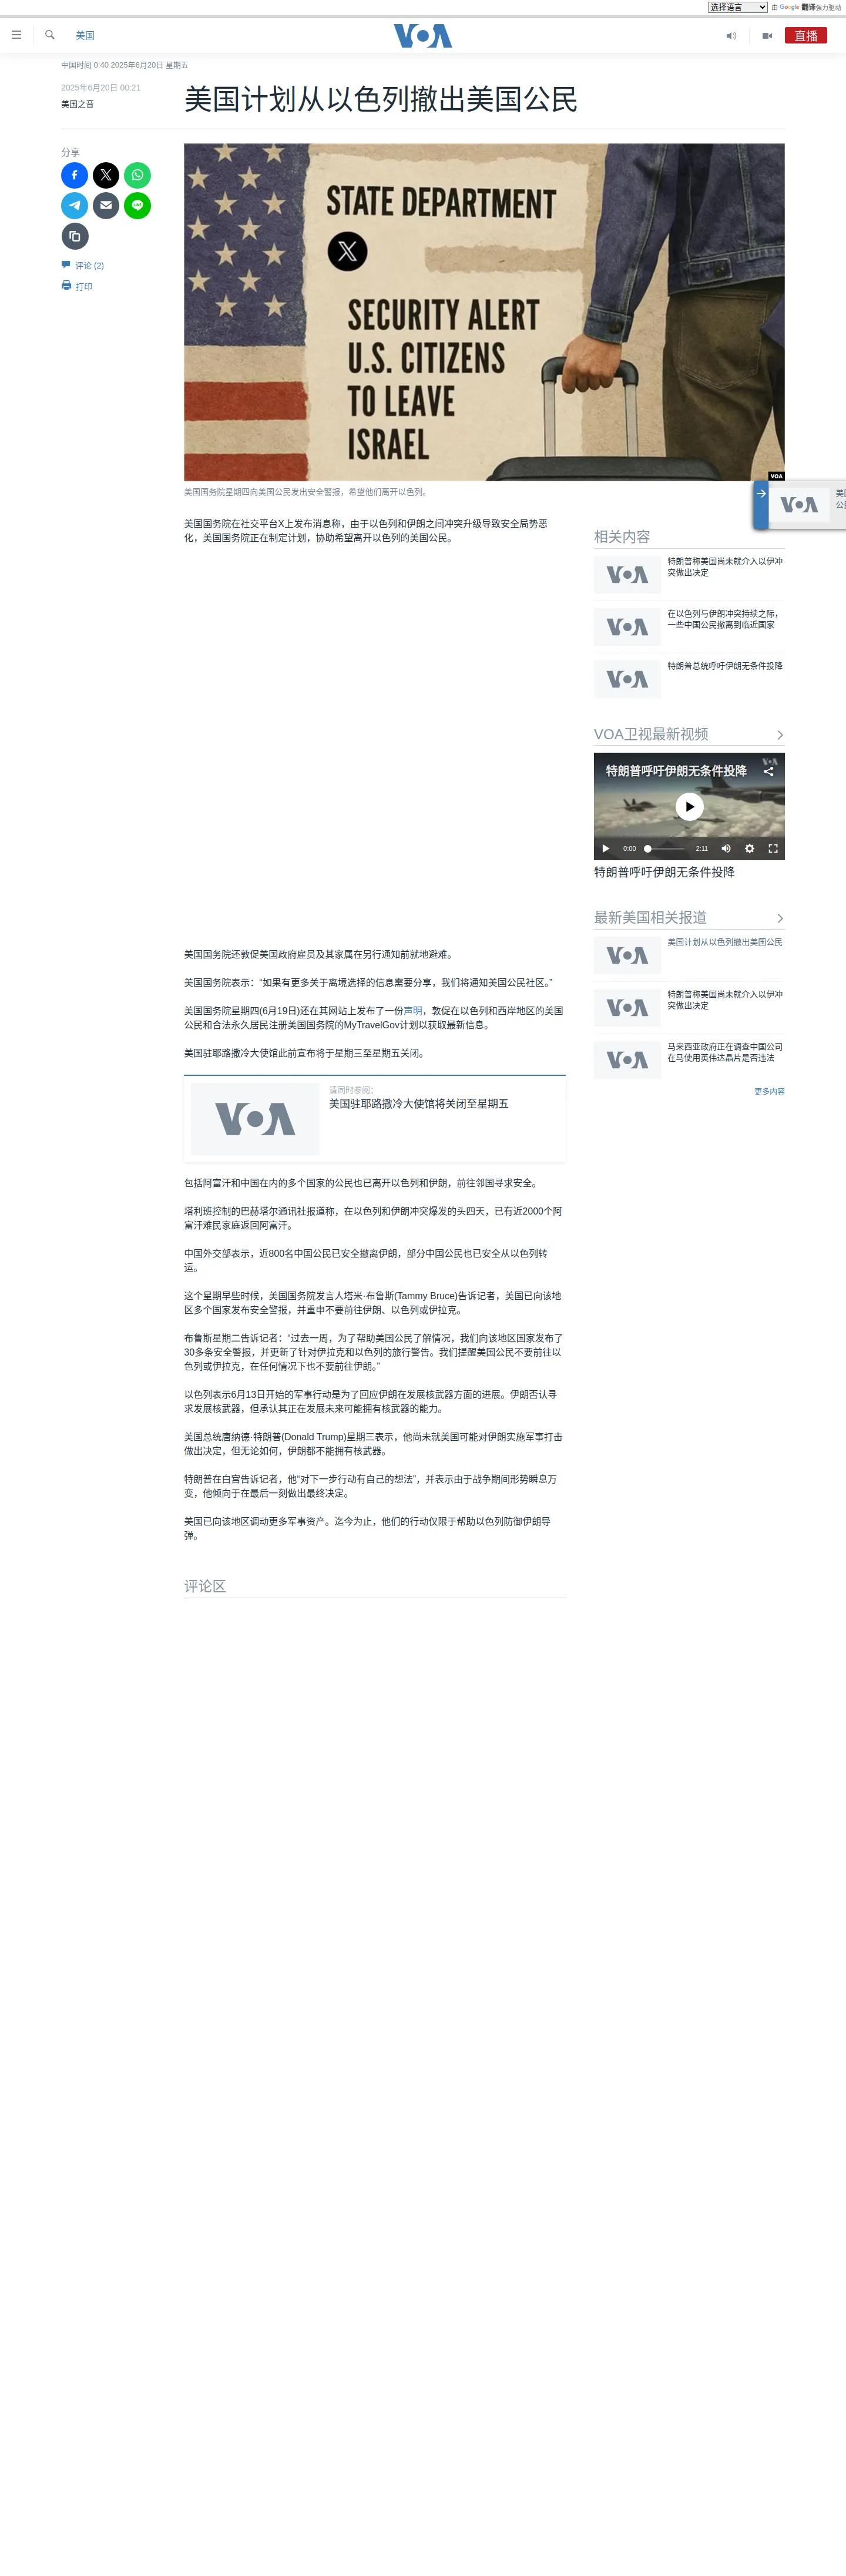 选择语言 由 Google 翻译强力驱动
美国
VOA
直播
中国时间 0:40 2025年6月20日 星期五
2025年6月20日 00:21
美国之音
美国计划从以色列撤出美国公民
分享
评论 (2)
打印
STATE DEPARTMENT
SECURITY ALERT
U.S. CITIZENS
TO LEAVE
ISRAEL
VOA
美国国务院星期四向美国公民发出安全警报，希望他们离开以色列。
美国国务院在社交平台X上发布消息称，由于以色列和伊朗之间冲突升级导致安全局势恶
化，美国国务院正在制定计划，协助希望离开以色列的美国公民。
美国国务院还敦促美国政府雇员及其家属在另行通知前就地避难。
美国国务院表示：“如果有更多关于离境选择的信息需要分享，我们将通知美国公民社区。”
美国国务院星期四(6月19日)还在其网站上发布了一份声明，敦促在以色列和西岸地区的美国
公民和合法永久居民注册美国国务院的MyTravelGov计划以获取最新信息。
美国驻耶路撒冷大使馆此前宣布将于星期三至星期五关闭。
VOA
请同时参阅：
美国驻耶路撒冷大使馆将关闭至星期五
包括阿富汗和中国在内的多个国家的公民也已离开以色列和伊朗，前往邻国寻求安全。
塔利班控制的巴赫塔尔通讯社报道称，在以色列和伊朗冲突爆发的头四天，已有近2000个阿
富汗难民家庭返回阿富汗。
中国外交部表示，近800名中国公民已安全撤离伊朗，部分中国公民也已安全从以色列转
运。
这个星期早些时候，美国国务院发言人塔米·布鲁斯(Tammy Bruce)告诉记者，美国已向该地
区多个国家发布安全警报，并重申不要前往伊朗、以色列或伊拉克。
布鲁斯星期二告诉记者：“过去一周，为了帮助美国公民了解情况，我们向该地区国家发布了
30多条安全警报，并更新了针对伊拉克和以色列的旅行警告。我们提醒美国公民不要前往以
色列或伊拉克，在任何情况下也不要前往伊朗。”
以色列表示6月13日开始的军事行动是为了回应伊朗在发展核武器方面的进展。伊朗否认寻
求发展核武器，但承认其正在发展未来可能拥有核武器的能力。
美国总统唐纳德·特朗普(Donald Trump)星期三表示，他尚未就美国可能对伊朗实施军事打击
做出决定，但无论如何，伊朗都不能拥有核武器。
特朗普在白宫告诉记者，他“对下一步行动有自己的想法”，并表示由于战争期间形势瞬息万
变，他倾向于在最后一刻做出最终决定。
美国已向该地区调动更多军事资产。迄今为止，他们的行动仅限于帮助以色列防御伊朗导
弹。
评论区
VOA
相关内容
VOA
特朗普称美国尚未就介入以伊冲
突做出决定
VOA
在以色列与伊朗冲突持续之际，
一些中国公民撤离到临近国家
VOA
特朗普总统呼吁伊朗无条件投降
VOA卫视最新视频
特朗普呼吁伊朗无条件投降
VOA
0:00 2:11
特朗普呼吁伊朗无条件投降
最新美国相关报道
VOA
美国计划从以色列撤出美国公民
VOA
特朗普称美国尚未就介入以伊冲
突做出决定
VOA
马来西亚政府正在调查中国公司
在马使用英伟达晶片是否违法
更多内容